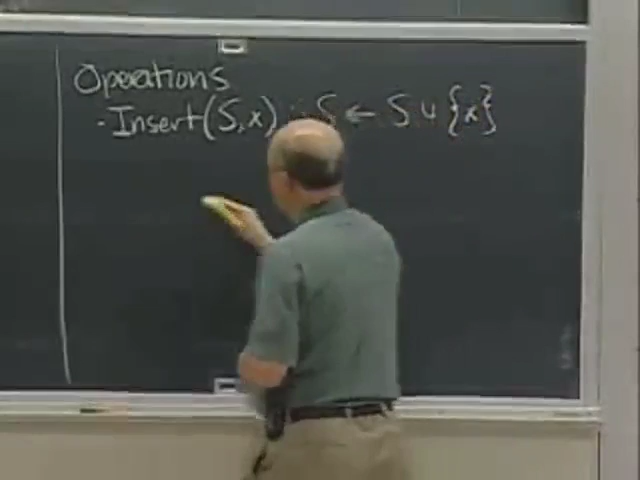 Operations
- Insert(S,x) : S ← S ∪ {x}